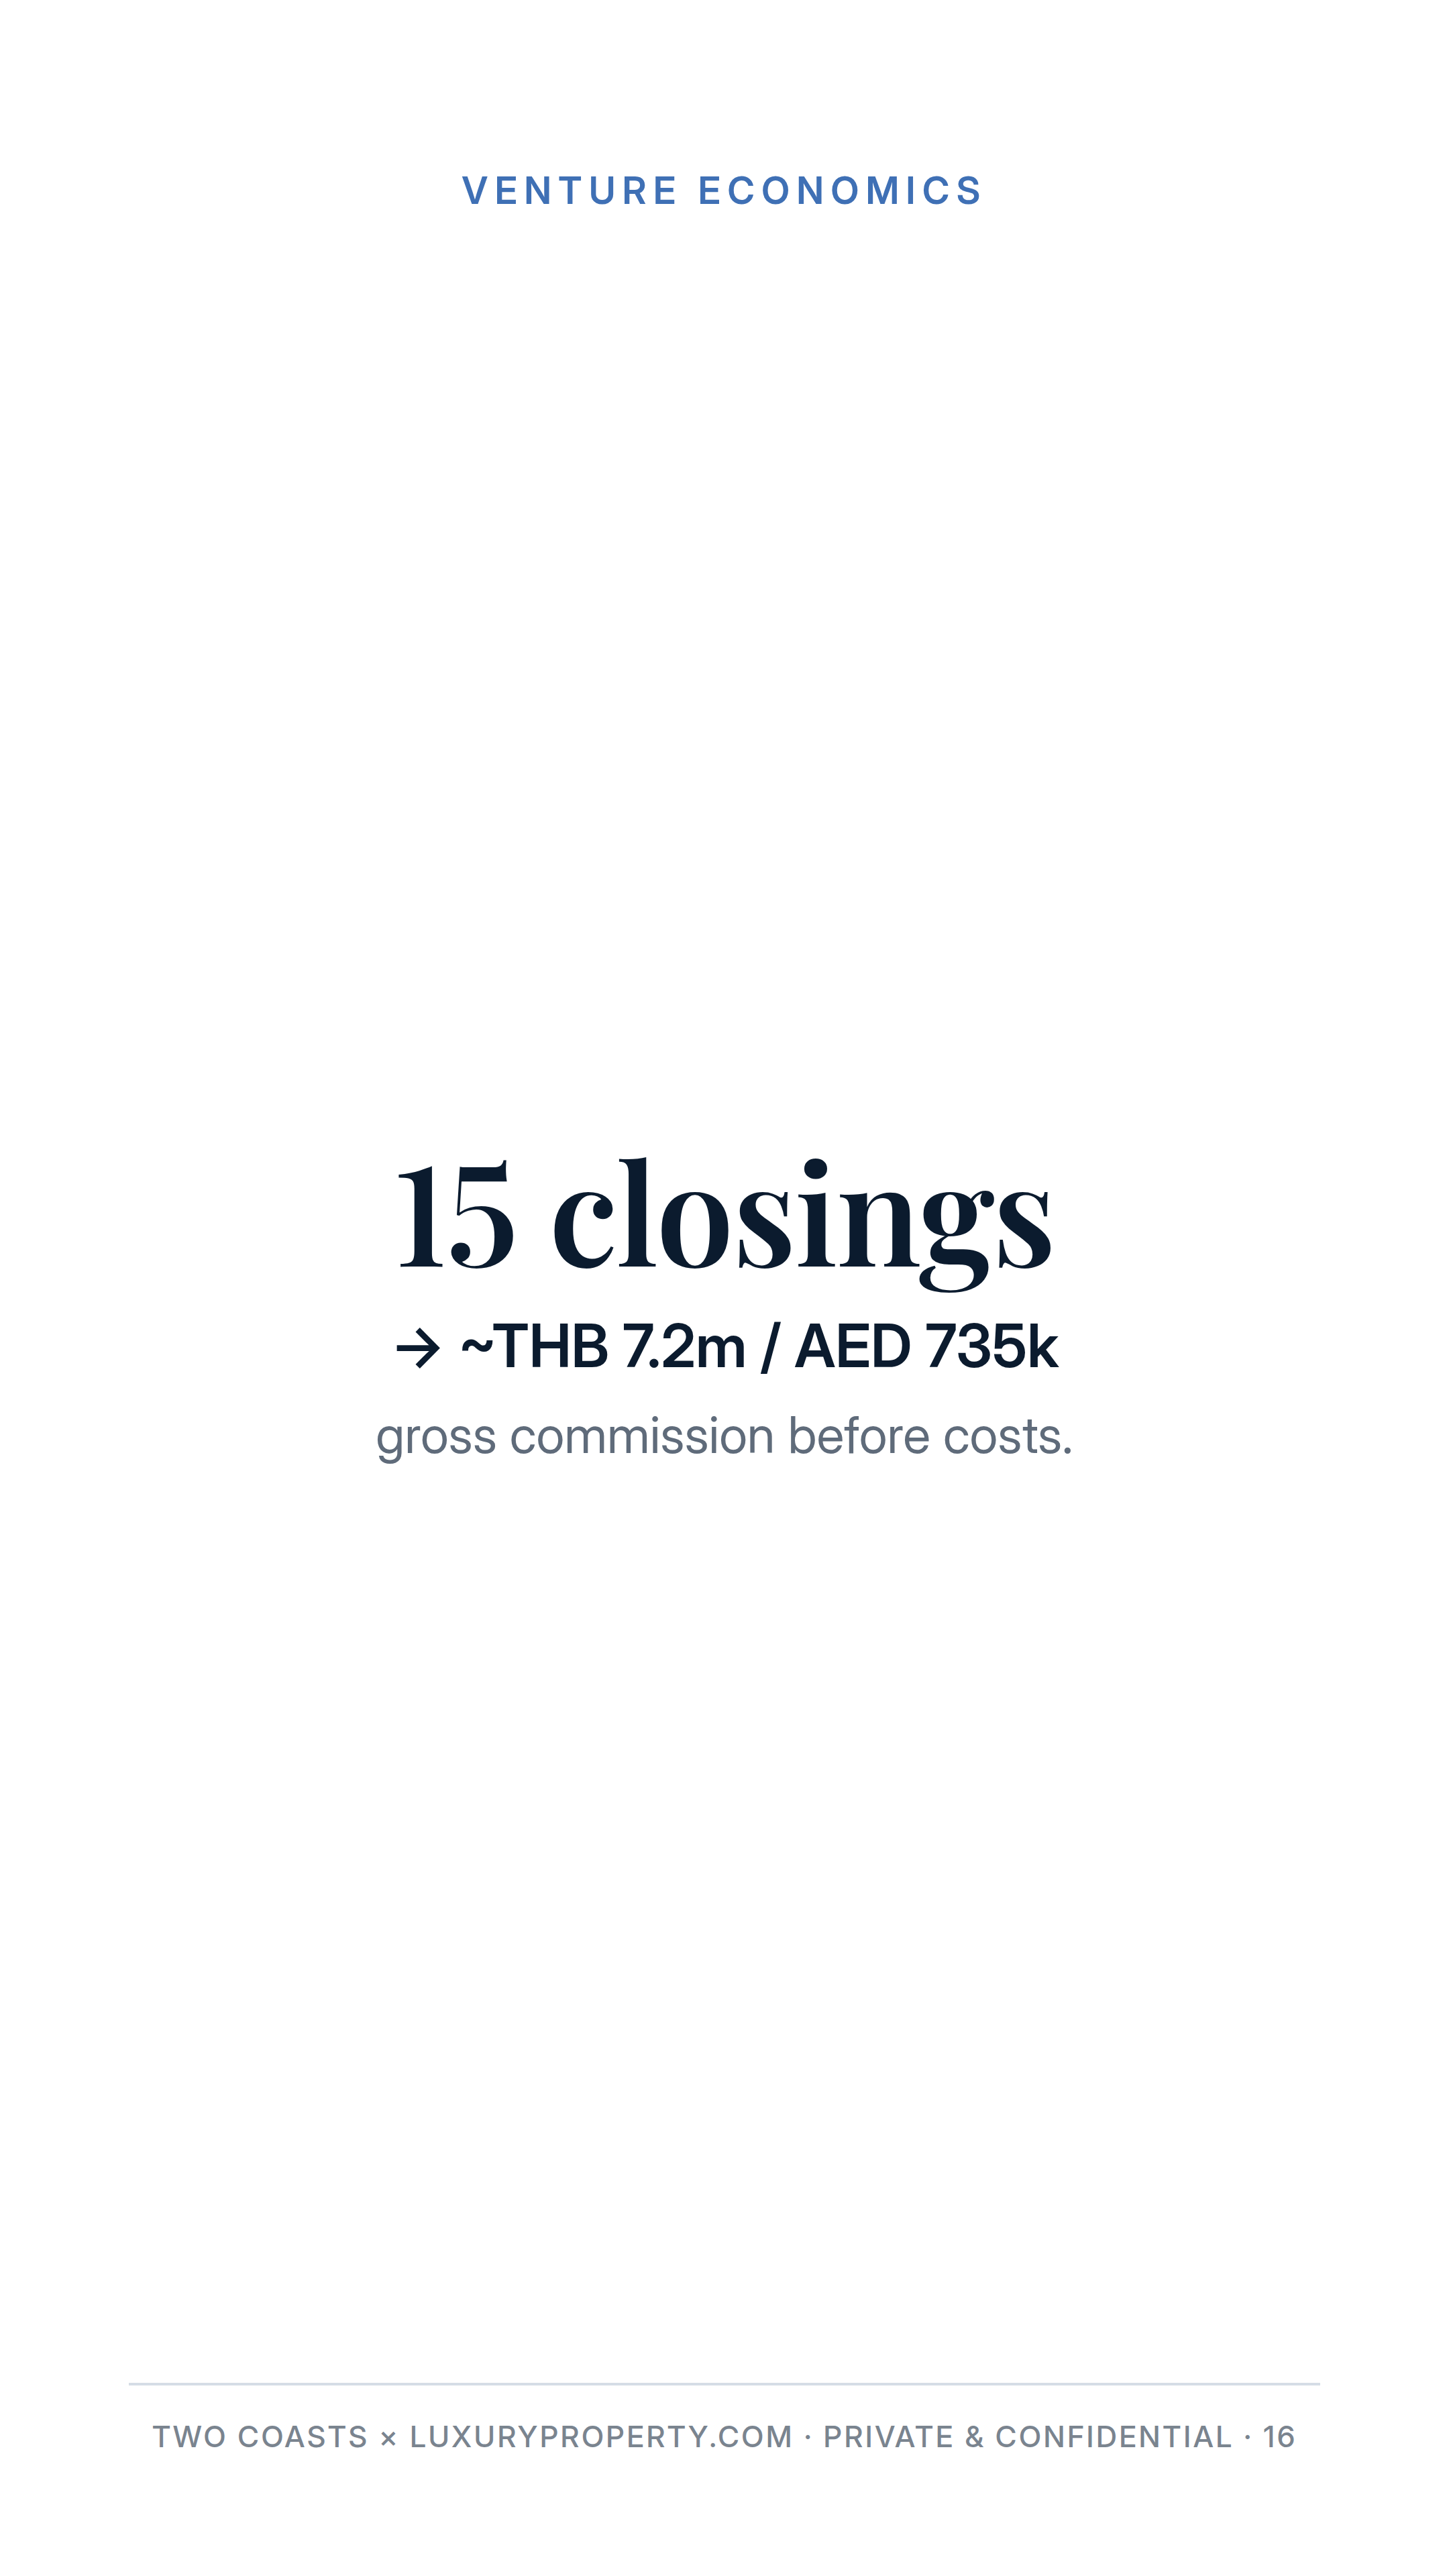 VENTURE ECONOMICS
15 closings
→ ~THB 7.2m / AED 735k
gross commission before costs.
TWO COASTS × LUXURYPROPERTY.COM · PRIVATE & CONFIDENTIAL · 16